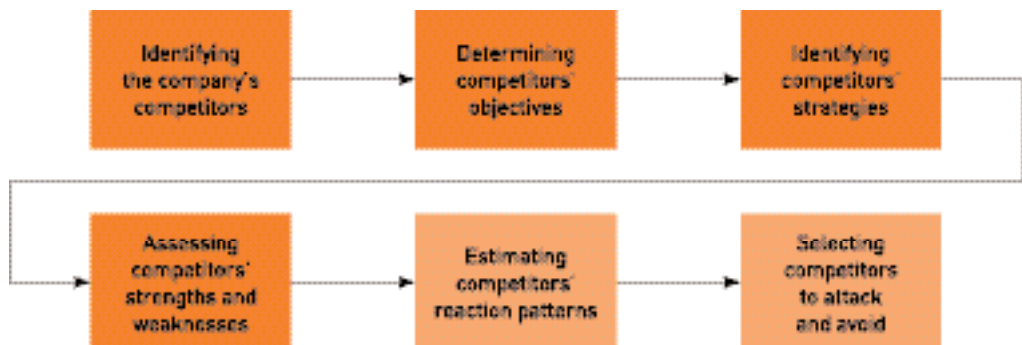 Identifying
the company's
competitors
Determining
competitors'
objectives
Identifying
competitors'
strategies
Assessing
competitors'
strengths and
weaknesses
Estimating
competitors'
reaction patterns
Selecting
competitors
to attack
and avoid